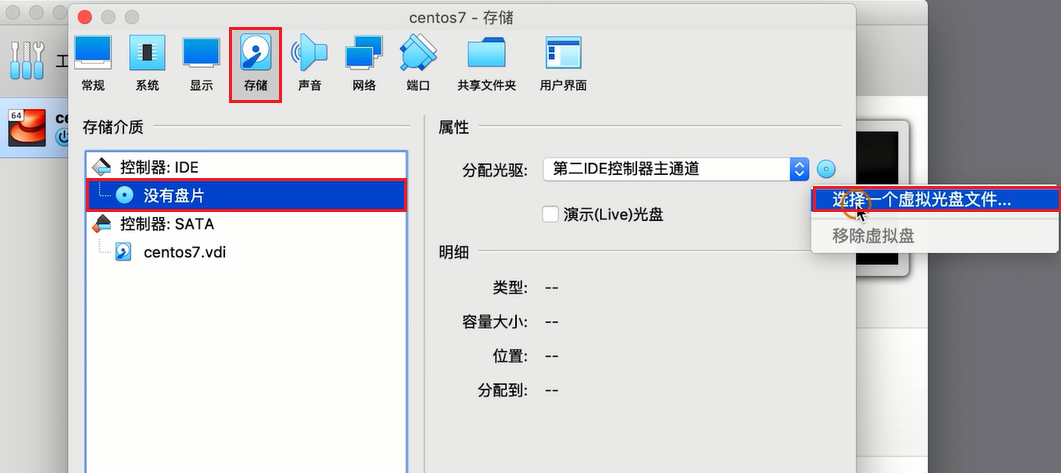 centos7 - 存储
工
常规
系统
显示
存储
声音
网络
端口
共享文件夹
用户界面
64
ce
存储介质
控制器: IDE
没有盘片
控制器: SATA
centos7.vdi
属性
分配光驱: 第二IDE控制器主通道
选择一个虚拟光盘文件...
演示(Live)光盘
移除虚拟盘
明细
类型: --
容量大小: --
位置: --
分配到: --